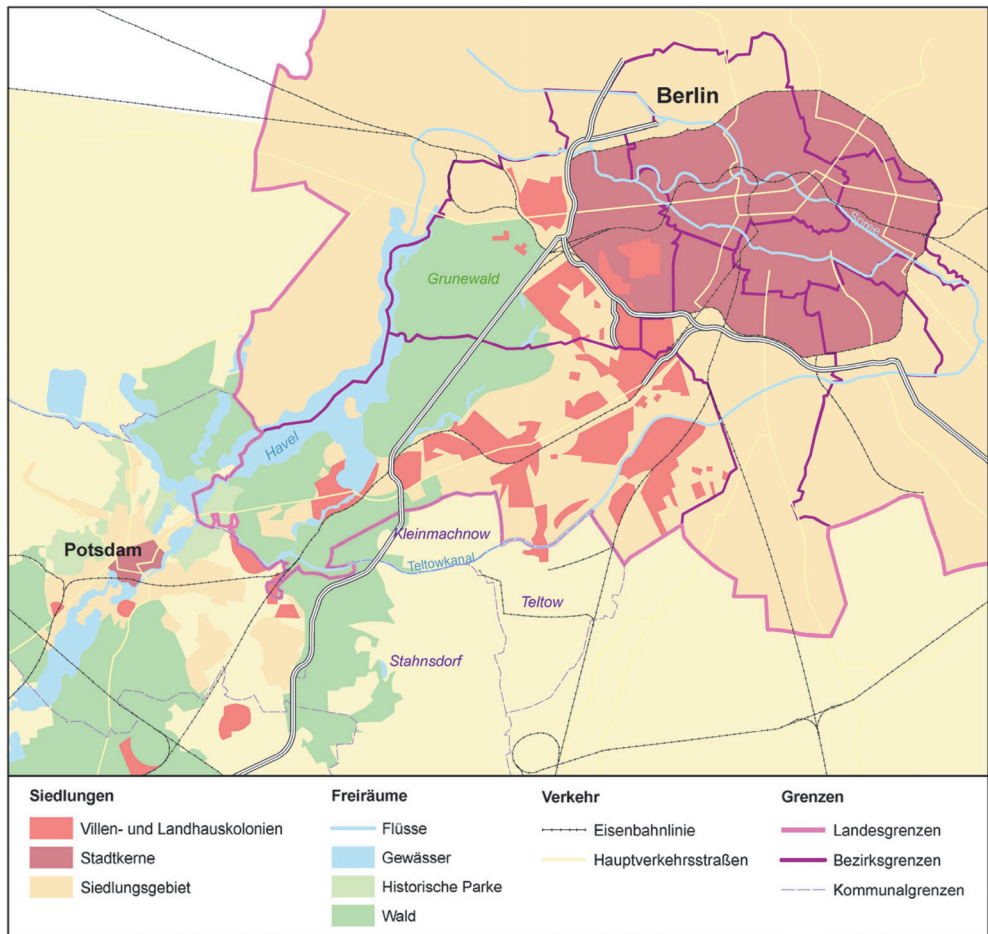 Berlin
Spree
Grunewald
Havel
Potsdam
Kleinmachnow
Teltowkanal
Teltow
Stahnsdorf
Siedlungen
Villen- und Landhauskolonien
Stadtkerne
Siedlungsgebiet
Freiräume
Flüsse
Gewässer
Historische Parke
Wald
Verkehr
Eisenbahnlinie
Hauptverkehrsstraßen
Grenzen
Landesgrenzen
Bezirksgrenzen
Kommunalgrenzen